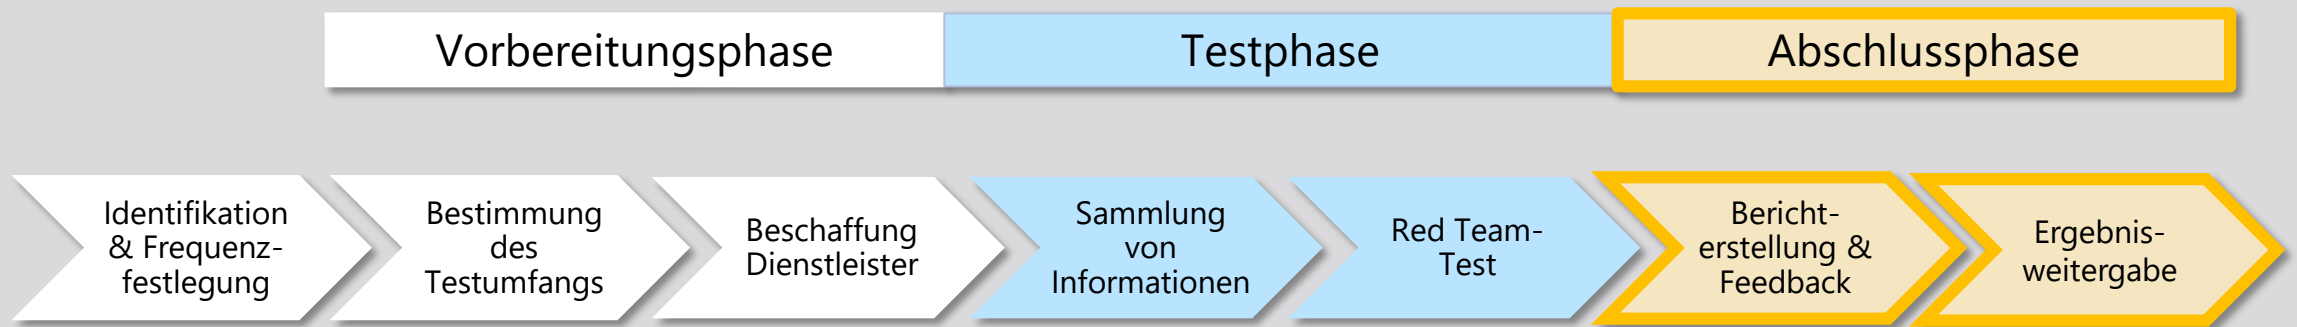 Vorbereitungsphase
Testphase
Abschlussphase
Identifikation
& Frequenz-
festlegung
Bestimmung
des
Testumfangs
Beschaffung
Dienstleister
Sammlung
von
Informationen
Red Team-
Test
Bericht-
erstellung &
Feedback
Ergebnis-
weitergabe